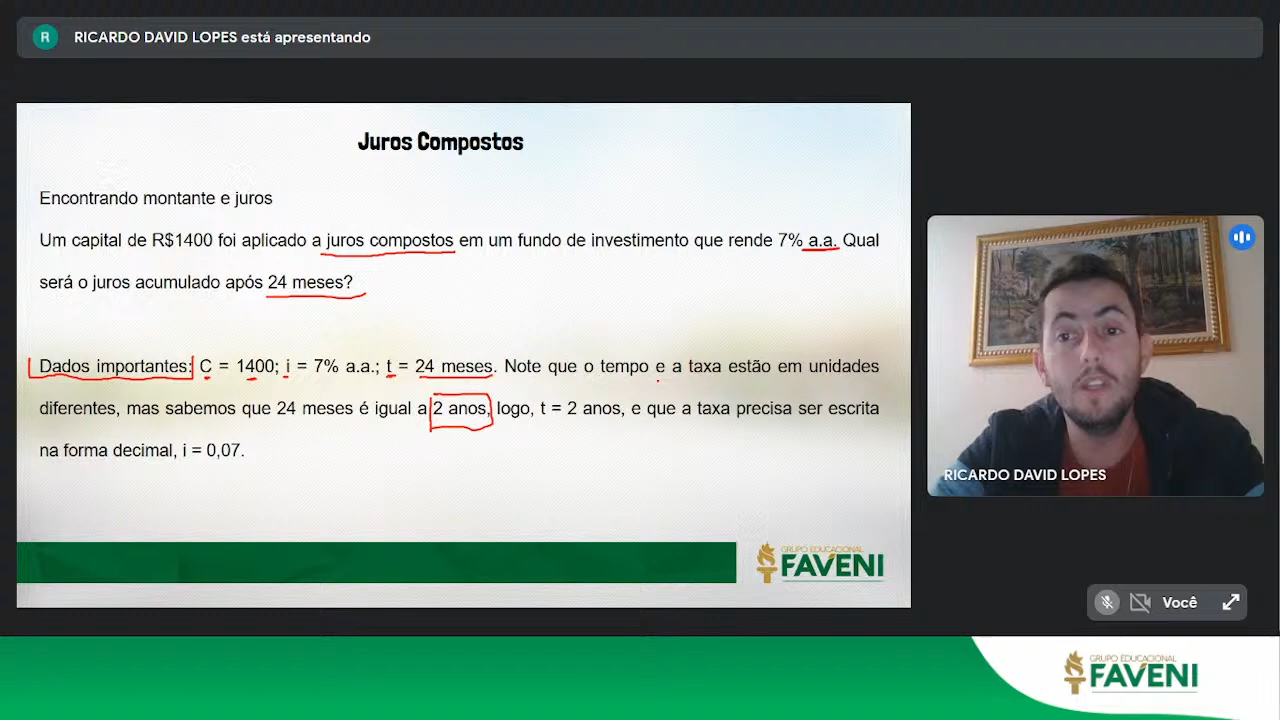 R
RICARDO DAVID LOPES está apresentando
Juros Compostos
Encontrando montante e juros
Um capital de R$1400 foi aplicado a juros compostos em um fundo de investimento que rende 7% a.a. Qual
será o juros acumulado após 24 meses?
Dados importantes: C = 1400; i = 7% a.a.; t = 24 meses. Note que o tempo e a taxa estão em unidades
diferentes, mas sabemos que 24 meses é igual a 2 anos, logo, t = 2 anos, e que a taxa precisa ser escrita
na forma decimal, i = 0,07.
GRUPO EDUCACIONAL
FAVENI
RICARDO DAVID LOPES
Você
GRUPO EDUCACIONAL
FAVENI